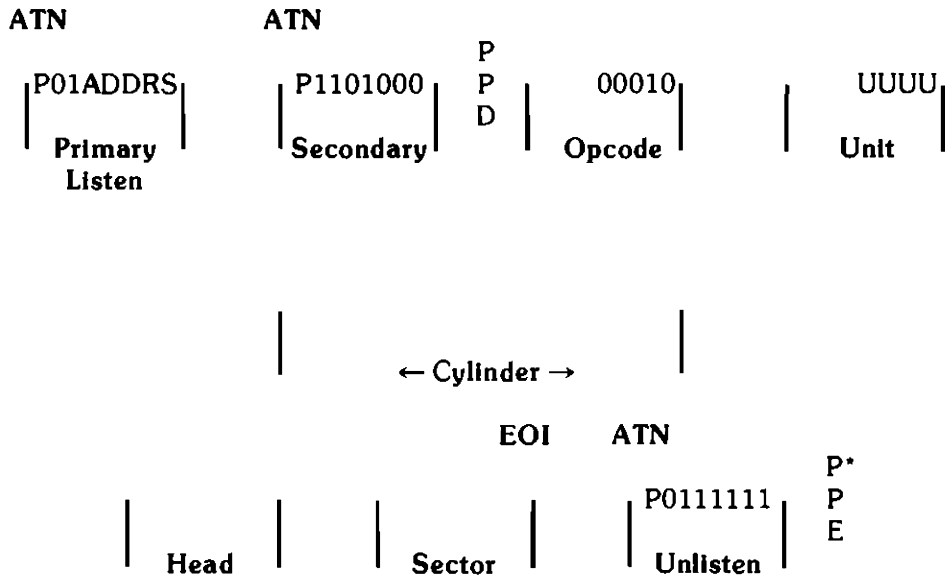 ATN ATN
P
P01ADDRS P1101000 P 00010 UUUU
D
Primary Secondary Opcode Unit
Listen
← Cylinder →
EOI ATN
P*
P0111111 P
E
Head Sector Unlisten